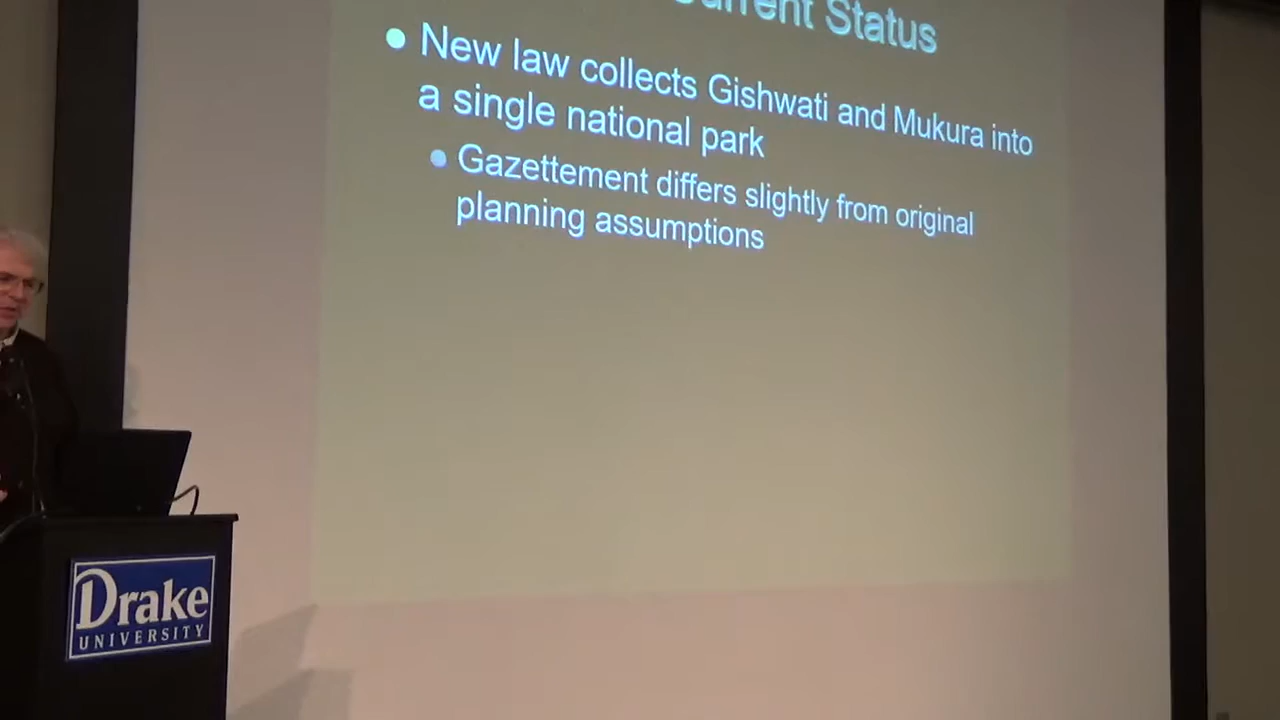 Current Status
New law collects Gishwati and Mukura into
a single national park
Gazettement differs slightly from original
planning assumptions
Drake
UNIVERSITY